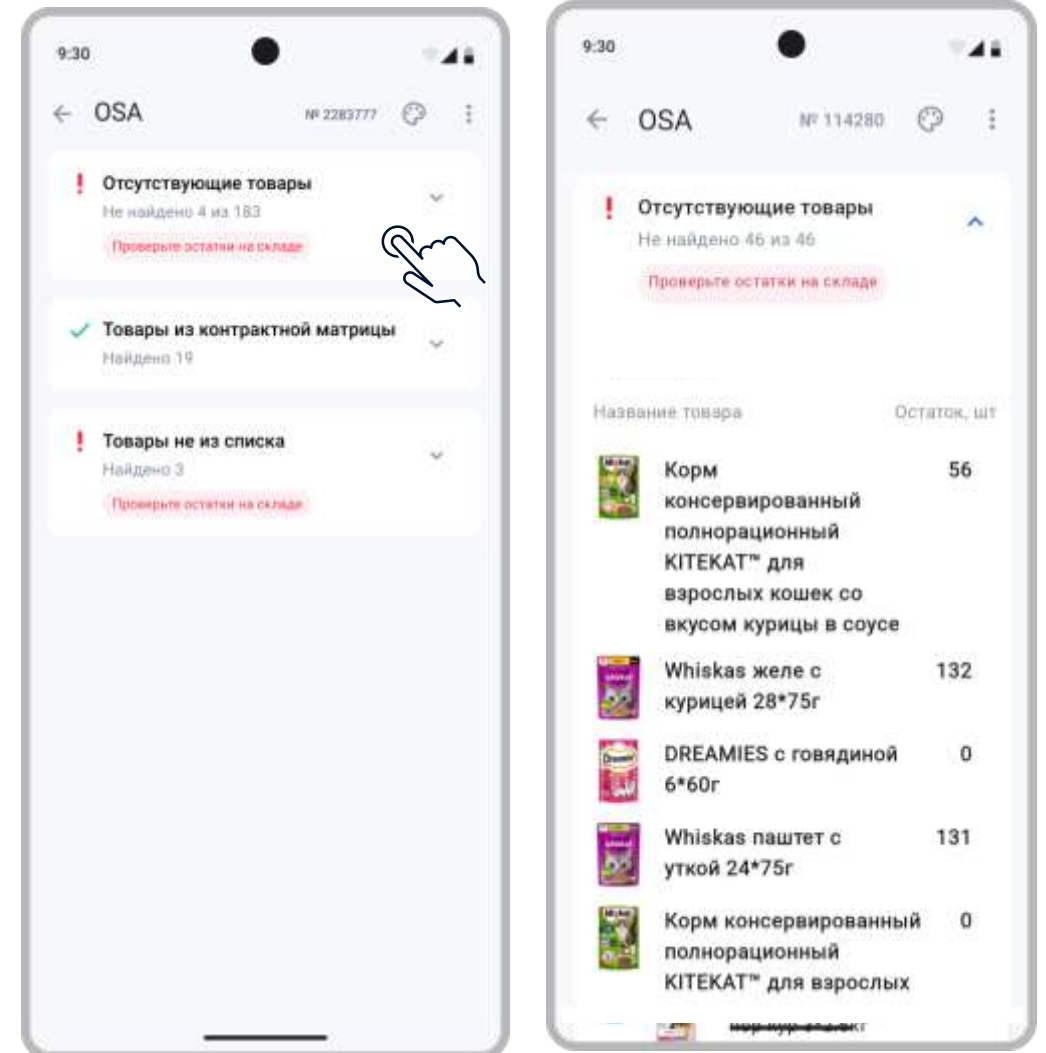 9:30
OSA
№ 2283777
Отсутствующие товары
Не найдено 4 из 183
Проверьте остатки на складе
Товары из контрактной матрицы
Найдено 19
Товары не из списка
Найдено 3
Проверьте остатки на складе
9:30
OSA
№ 114280
Отсутствующие товары
Не найдено 46 из 46
Проверьте остатки на складе
Название товара Остаток, шт
Корм 56
консервированный
полнорационный
KITEKAT™ для
взрослых кошек со
вкусом курицы в соусе
Whiskas желе с 132
курицей 28*75г
DREAMIES с говядиной 0
6*60г
Whiskas паштет с 131
уткой 24*75г
Корм консервированный 0
полнорационный
KITEKAT™ для взрослых